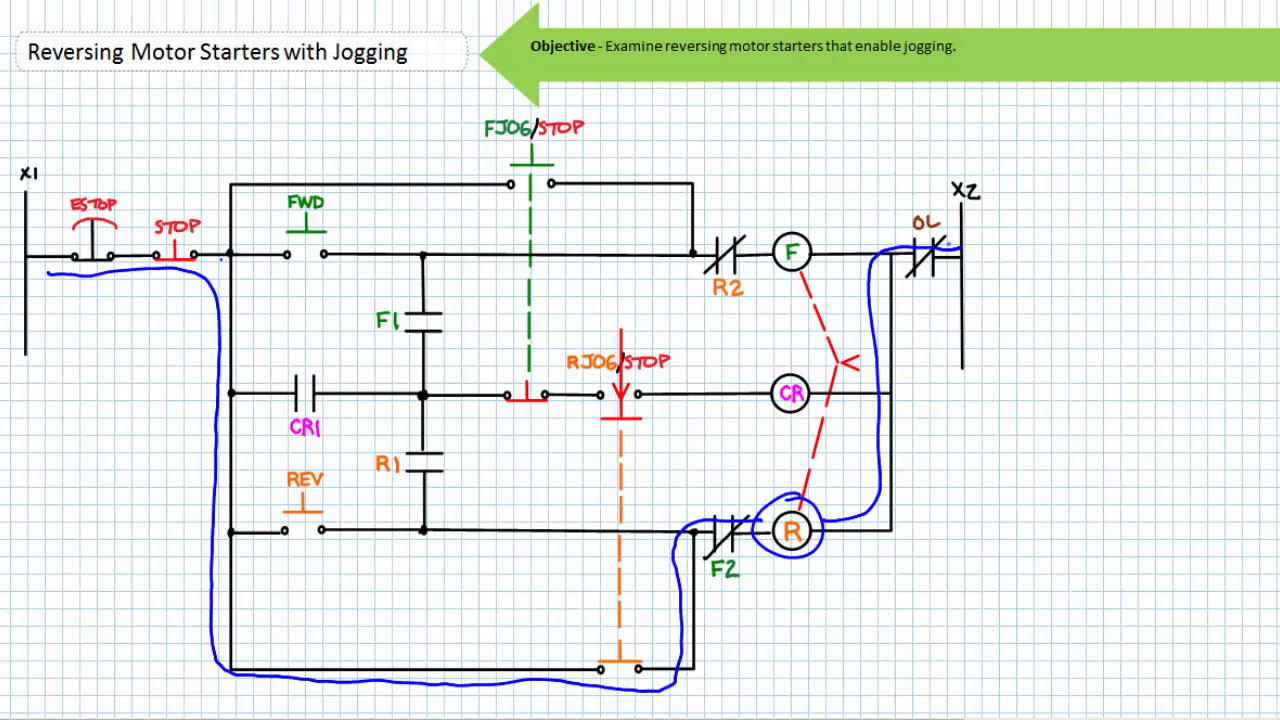 Reversing Motor Starters with Jogging
Objective - Examine reversing motor starters that enable jogging.
FJOG/STOP
X1
X2
ESTOP
STOP
FWD
OL
F
R2
F1
RJOG/STOP
CR
CR1
R1
REV
R
F2